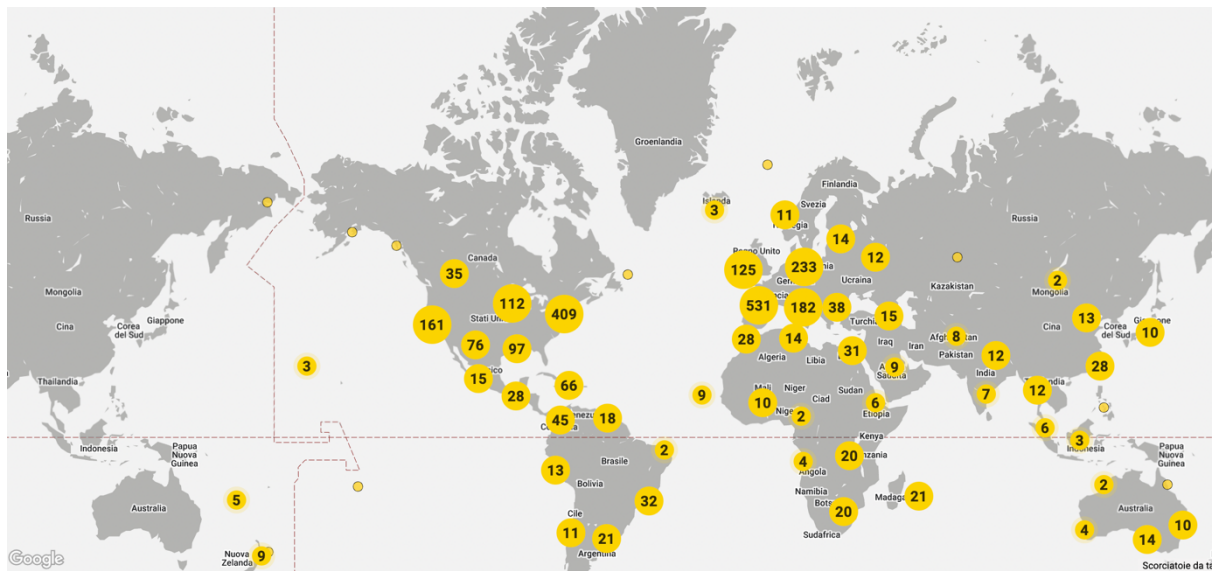 Groenlandia
Finlandia
Islanda
3
Svezia
11
Norvegia
Russia
Russia
14
Regno Unito
12
Canada
35
125
233
Ucraina
2
Mongolia
Kazakistan
Mongolia
112
531
182
38
Turchia
15
13
409
Stati Uniti
161
Giappone
Cina
Corea
del Sud
Cina
Corea
del Sud
Giappone
10
28
14
8
Afghanistan
76
97
31
Iraq
Iran
Pakistan
12
Algeria
Libia
3
9
Arabia
Saudita
India
28
15
Messico
Thailandia
66
Mali
Niger
Sudan
12
Thailandia
28
9
10
Ciad
7
6
Etiopia
45
18
Venezuela
Nigeria
2
6
Indonesia
Papua
Nuova
Guinea
Kenya
3
Indonesia
Papua
Nuova
Guinea
2
Brasile
20
Tanzania
4
Angola
13
Bolivia
2
5
Namibia
Madagascar
21
32
Australia
Australia
20
Cile
10
4
11
21
Sudafrica
14
Argentina
Nuova
Zelanda
9
Google
Scorciatoie da ta